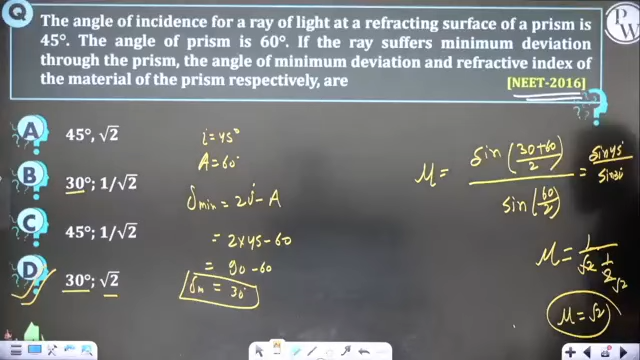 Q
P W
The angle of incidence for a ray of light at a refracting surface of a prism is
45°. The angle of prism is 60°. If the ray suffers minimum deviation
through the prism, the angle of minimum deviation and refractive index of
the material of the prism respectively, are
[NEET-2016]
A 45°, √2
B 30°; 1/√2
C 45°; 1/√2
D 30°; √2
i = 45°
A = 60°
δmin = 2i - A
= 2×45-60
= 90-60
δm = 30°
μ = sin((30+60)/2) / sin(60/2) = sin45° / sin30°
μ = 1/√2 × 1/2
μ = √2